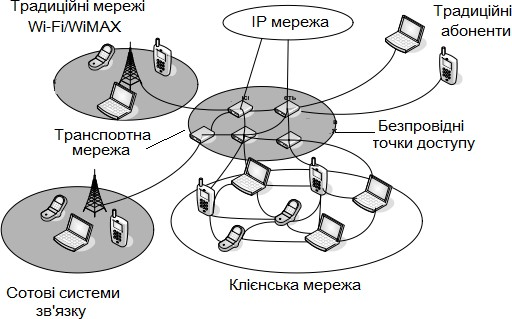 Традиційні мережі
Wi-Fi/WiMAX
IP мережа
Традиційні
абоненти
Транспортна
мережа
Безпровідні
точки доступу
Сотові системи
зв'язку
Клієнська мережа